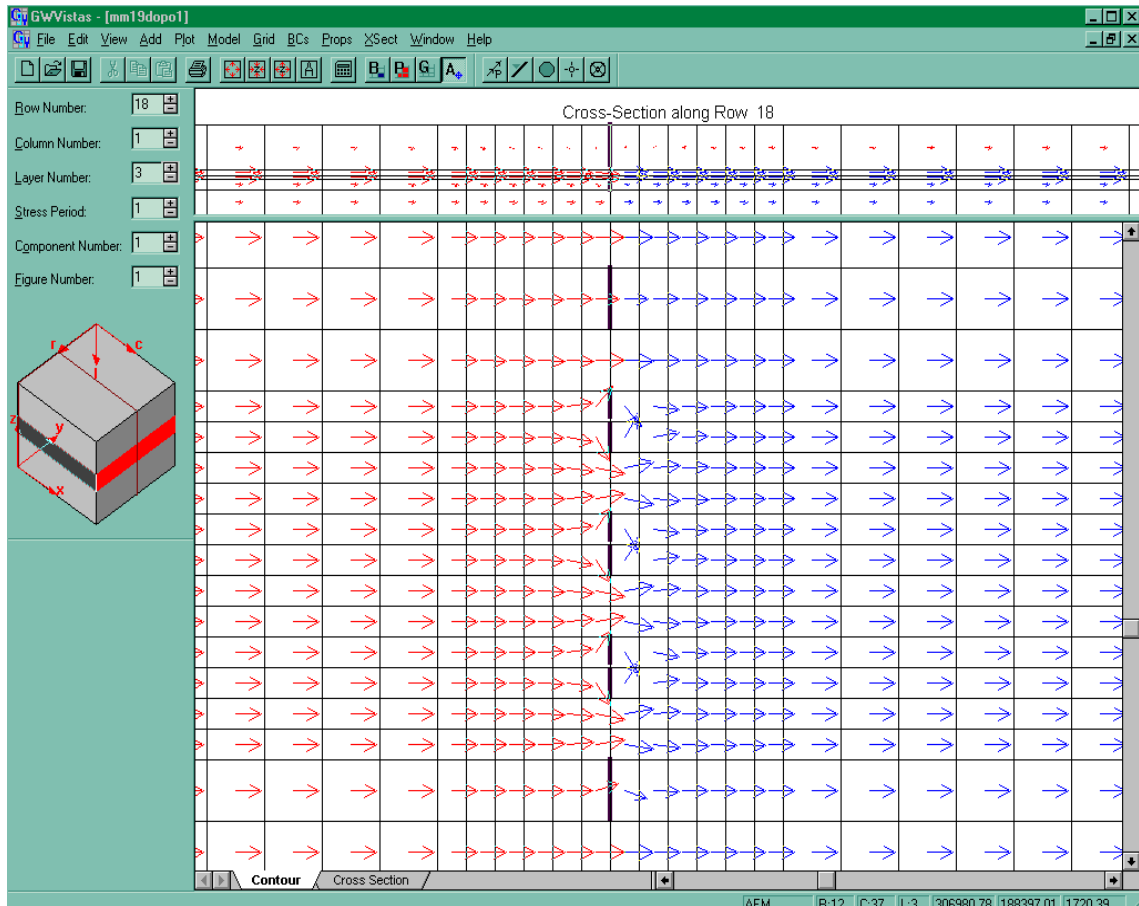 GWVistas - [mm19dopo1]
File Edit View Add Plot Model Grid BCs Props XSect Window Help
Row Number: 18
Column Number: 1
Layer Number: 3
Stress Period: 1
Component Number: 1
Figure Number: 1
Cross-Section along Row 18
r c
z y
x
Contour Cross Section
AEM R:12 C:37 L:3 306980.78 188397.01 1720.39